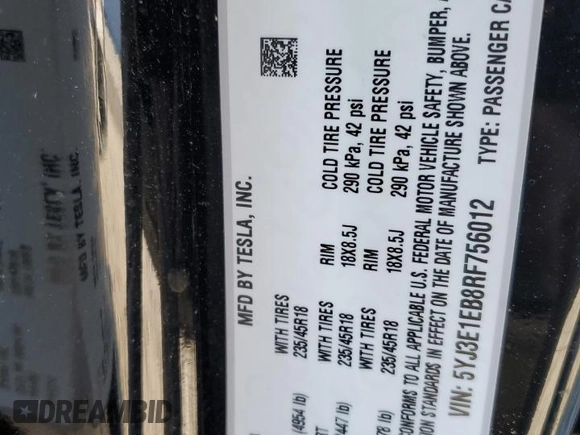 MFD BY TESLA, INC.
(4954 lb) WITH TIRES RIM COLD TIRE PRESSURE
235/45R18 18X8.5J 290 kPa, 42 psi
WITH TIRES RIM COLD TIRE PRESSURE
235/45R18 18X8.5J 290 kPa, 42 psi
WITH TIRES
235/45R18
CONFORMS TO ALL APPLICABLE U.S. FEDERAL MOTOR VEHICLE SAFETY, BUMPER,
STANDARDS IN EFFECT ON THE DATE OF MANUFACTURE SHOWN ABOVE.
VIN: 5YJ3E1EB8RF756012 TYPE: PASSENGER CA
DREAMBID